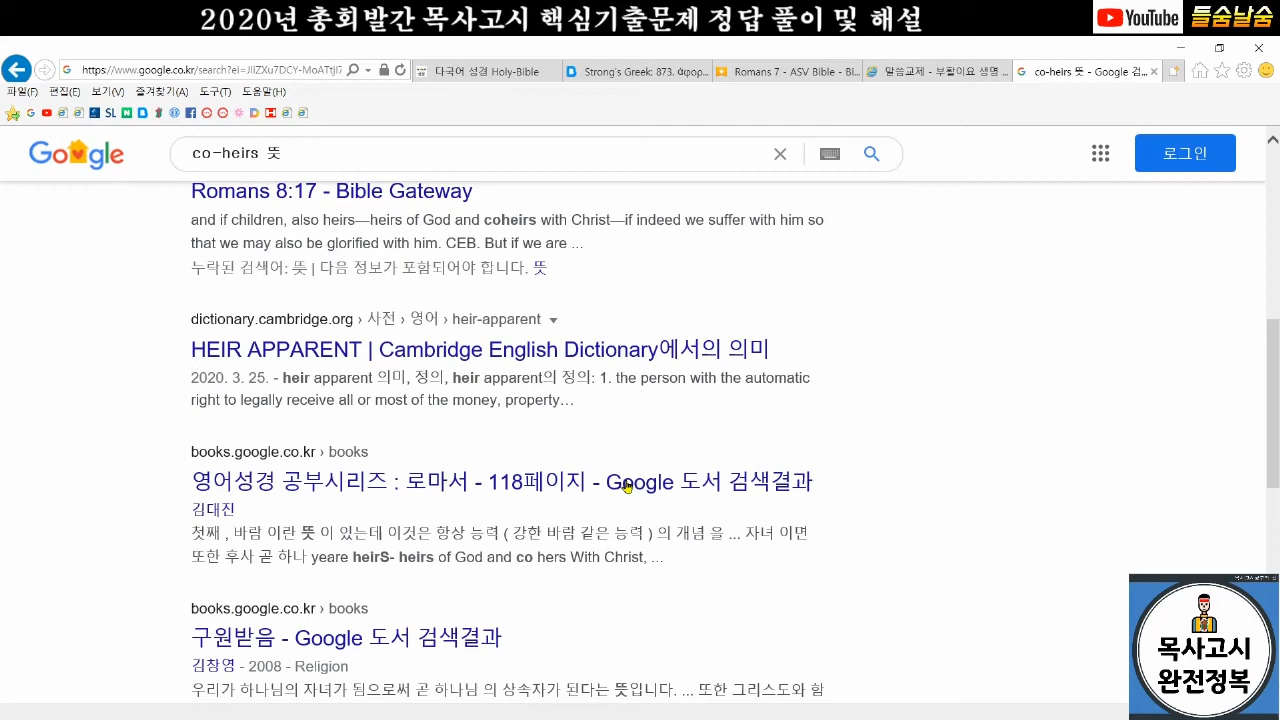 2020년 총회발간 목사고시 핵심기출문제 정답 풀이 및 해설
YouTube
들숨날숨
https://www.google.co.kr/search?ei=JIIZXu7DCY-MoATtjI7
다국어 성경 Holy-Bible
Strong's Greek: 873. ἀφορ...
Romans 7 - ASV Bible - Bl...
말씀교제 - 부활이요 생명 ...
co-heirs 뜻 - Google 검...
파일(F) 편집(E) 보기(V) 즐겨찾기(A) 도구(T) 도움말(H)
Google
co-heirs 뜻
로그인
Romans 8:17 - Bible Gateway
and if children, also heirs—heirs of God and coheirs with Christ—if indeed we suffer with him so
that we may also be glorified with him. CEB. But if we are ...
누락된 검색어: 뜻 | 다음 정보가 포함되어야 합니다. 뜻
dictionary.cambridge.org › 사전 › 영어 › heir-apparent
HEIR APPARENT | Cambridge English Dictionary에서의 의미
2020. 3. 25. - heir apparent 의미, 정의, heir apparent의 정의: 1. the person with the automatic
right to legally receive all or most of the money, property…
books.google.co.kr › books
영어성경 공부시리즈 : 로마서 - 118페이지 - Google 도서 검색결과
김대진
첫째 , 바람 이란 뜻 이 있는데 이것은 항상 능력 ( 강한 바람 같은 능력 ) 의 개념 을 ... 자녀 이면
또한 후사 곧 하나 yeare heirS- heirs of God and co hers With Christ, ...
books.google.co.kr › books
구원받음 - Google 도서 검색결과
김창영 - 2008 - Religion
우리가 하나님의 자녀가 됨으로써 곧 하나님 의 상속자가 된다는 뜻입니다. ... 또한 그리스도와 함
목사고시
완전정복